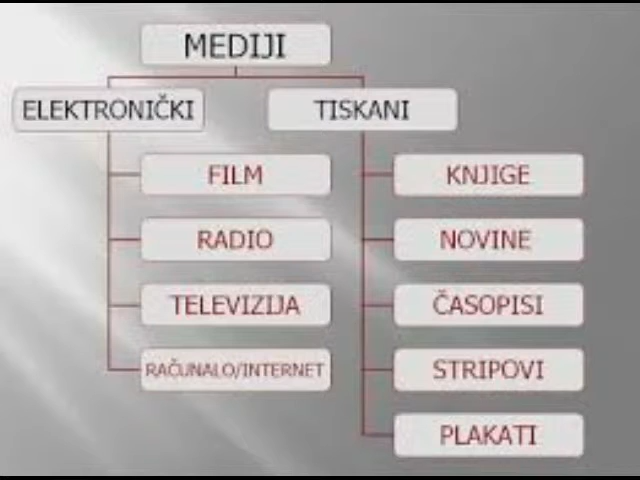 MEDIJI
ELEKTRONIČKI
TISKANI
FILM
RADIO
TELEVIZIJA
RAČUNALO/INTERNET
KNJIGE
NOVINE
ČASOPISI
STRIPOVI
PLAKATI